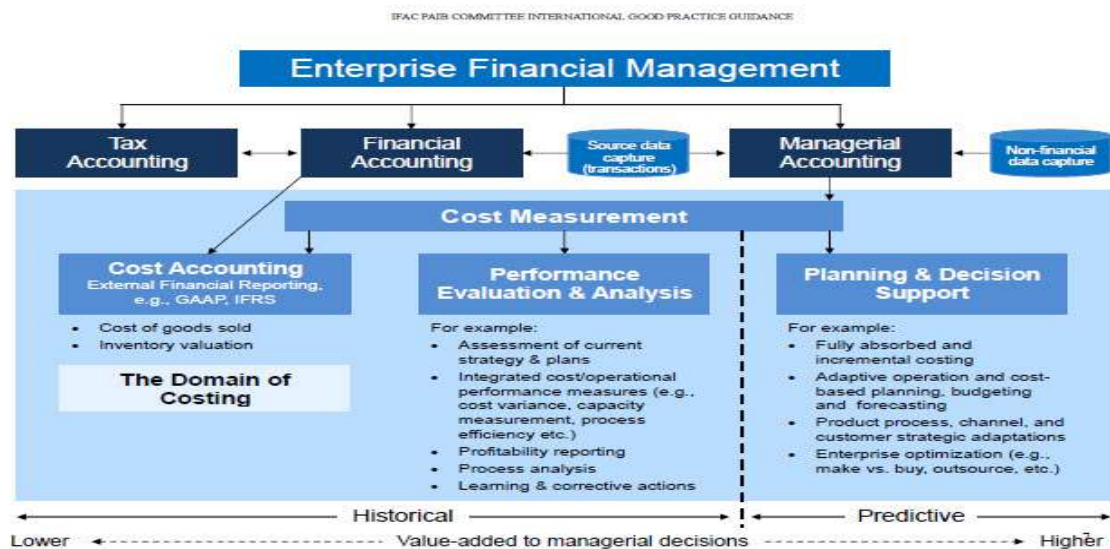 IFAC PAIB COMMITTEE INTERNATIONAL GOOD PRACTICE GUIDANCE
Enterprise Financial Management
Tax
Accounting
Financial
Accounting
Source data
capture
(transactions)
Managerial
Accounting
Non-financial
data capture
Cost Measurement
Cost Accounting
External Financial Reporting,
e.g., GAAP, IFRS
• Cost of goods sold
• Inventory valuation
The Domain of
Costing
Performance
Evaluation & Analysis
For example:
• Assessment of current
strategy & plans
• Integrated cost/operational
performance measures (e.g.,
cost variance, capacity
measurement, process
efficiency etc.)
• Profitability reporting
• Process analysis
• Learning & corrective actions
Planning & Decision
Support
For example:
• Fully absorbed and
incremental costing
• Adaptive operation and cost-
based planning, budgeting
and forecasting
• Product process, channel, and
customer strategic adaptations
• Enterprise optimization (e.g.,
make vs. buy, outsource, etc.)
Historical
Predictive
Lower
Value-added to managerial decisions
Higher
7